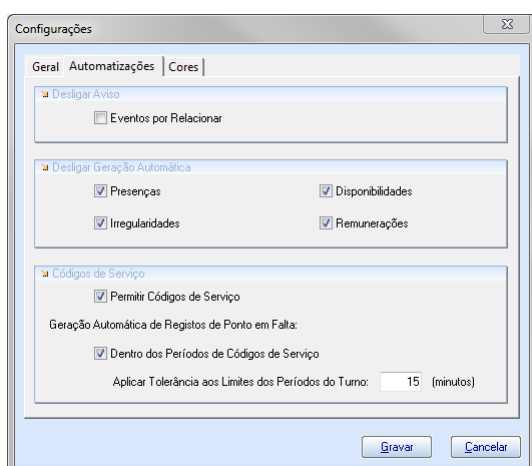 Configurações
Geral Automatizações Cores
Desligar Aviso
Eventos por Relacionar
Desligar Geração Automática
Presenças Disponibilidades
Irregularidades Remunerações
Códigos de Serviço
Permitir Códigos de Serviço
Geração Automática de Registos de Ponto em Falta:
Dentro dos Períodos de Códigos de Serviço
Aplicar Tolerância aos Limites dos Períodos do Turno: 15 (minutos)
Gravar Cancelar